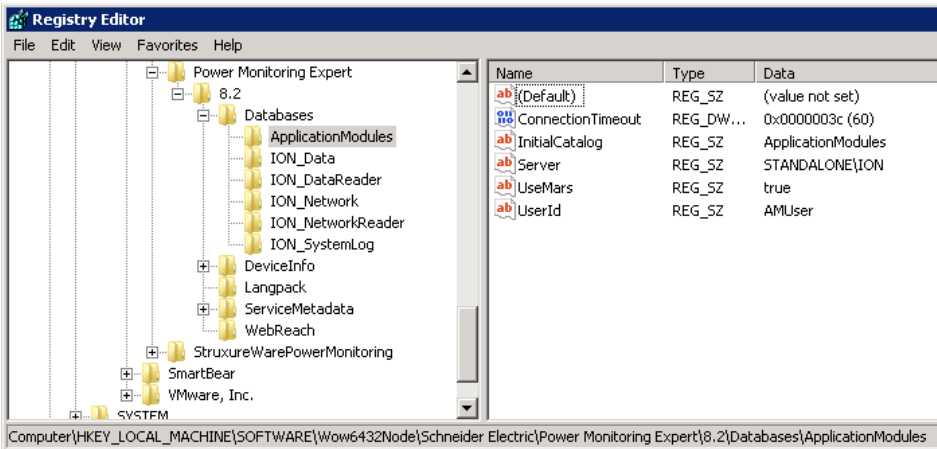 Registry Editor
File Edit View Favorites Help
Power Monitoring Expert
8.2
Databases
ApplicationModules
ION_Data
ION_DataReader
ION_Network
ION_NetworkReader
ION_SystemLog
DeviceInfo
Langpack
ServiceMetadata
WebReach
StruxureWarePowerMonitoring
SmartBear
VMware, Inc.
SYSTEM
Name Type Data
(Default) REG_SZ (value not set)
ConnectionTimeout REG_DW... 0x0000003c (60)
InitialCatalog REG_SZ ApplicationModules
Server REG_SZ STANDALONE\ION
UseMars REG_SZ true
UserId REG_SZ AMUser
Computer\HKEY_LOCAL_MACHINE\SOFTWARE\Wow6432Node\Schneider Electric\Power Monitoring Expert\8.2\Databases\ApplicationModules